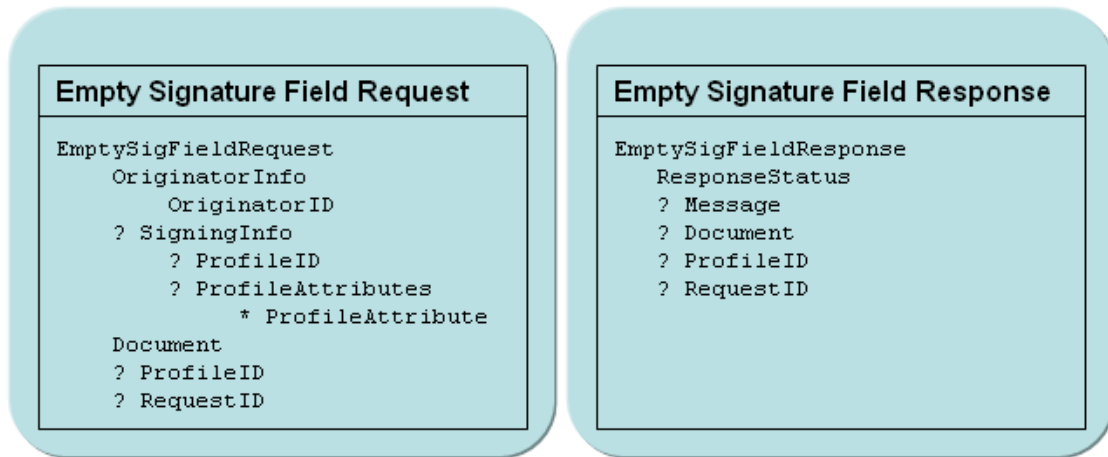 Empty Signature Field Request
EmptySigFieldRequest
OriginatorInfo
OriginatorID
? SigningInfo
? ProfileID
? ProfileAttributes
* ProfileAttribute
Document
? ProfileID
? RequestID
Empty Signature Field Response
EmptySigFieldResponse
ResponseStatus
? Message
? Document
? ProfileID
? RequestID